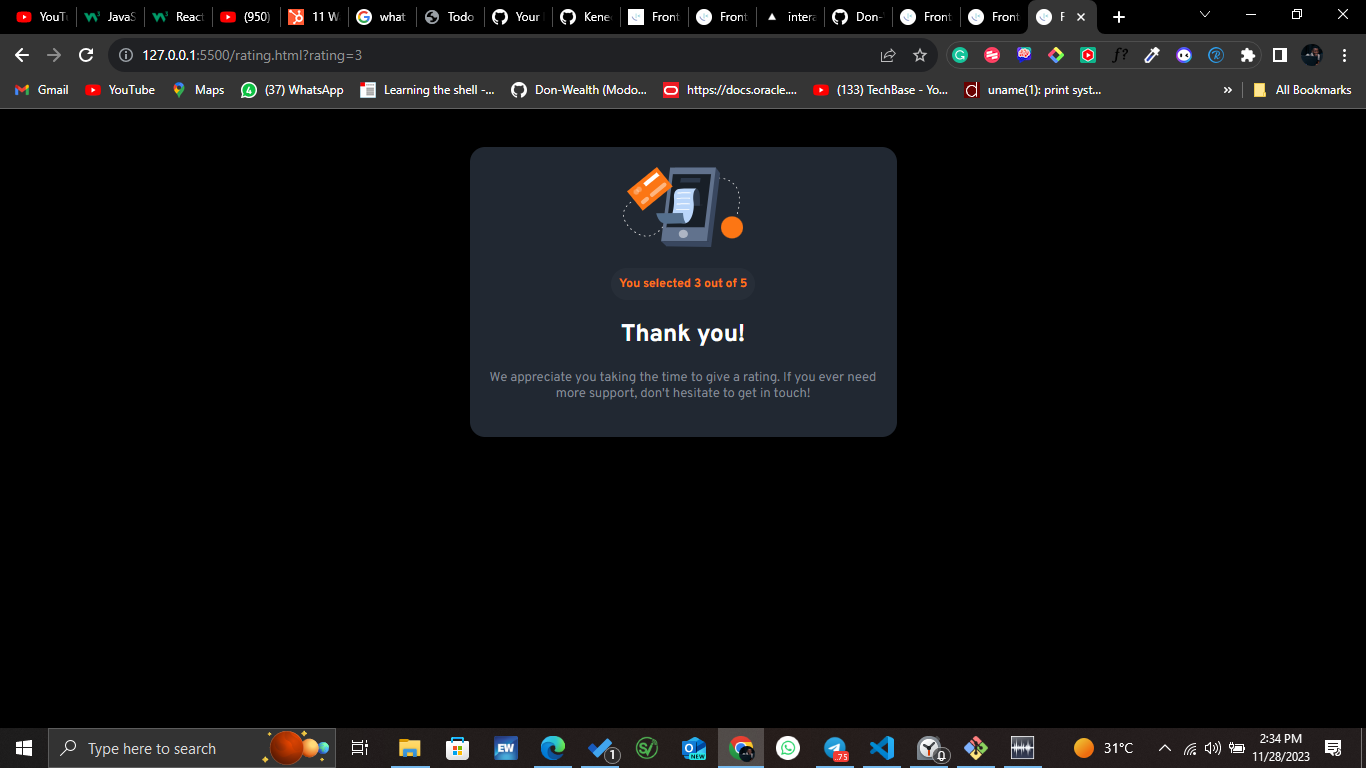 YouTu JavaS React (950) 11 W what Todo Your Kene Front Front intera Don- Front Front F
127.0.0.1:5500/rating.html?rating=3
Gmail YouTube Maps (37) WhatsApp Learning the shell -... Don-Wealth (Modo... https://docs.oracle.... (133) TechBase - Yo... uname(1): print syst... » All Bookmarks
You selected 3 out of 5
Thank you!
We appreciate you taking the time to give a rating. If you ever need
more support, don't hesitate to get in touch!
Type here to search EW 1 NEW 75 0 31°C 2:34 PM
11/28/2023